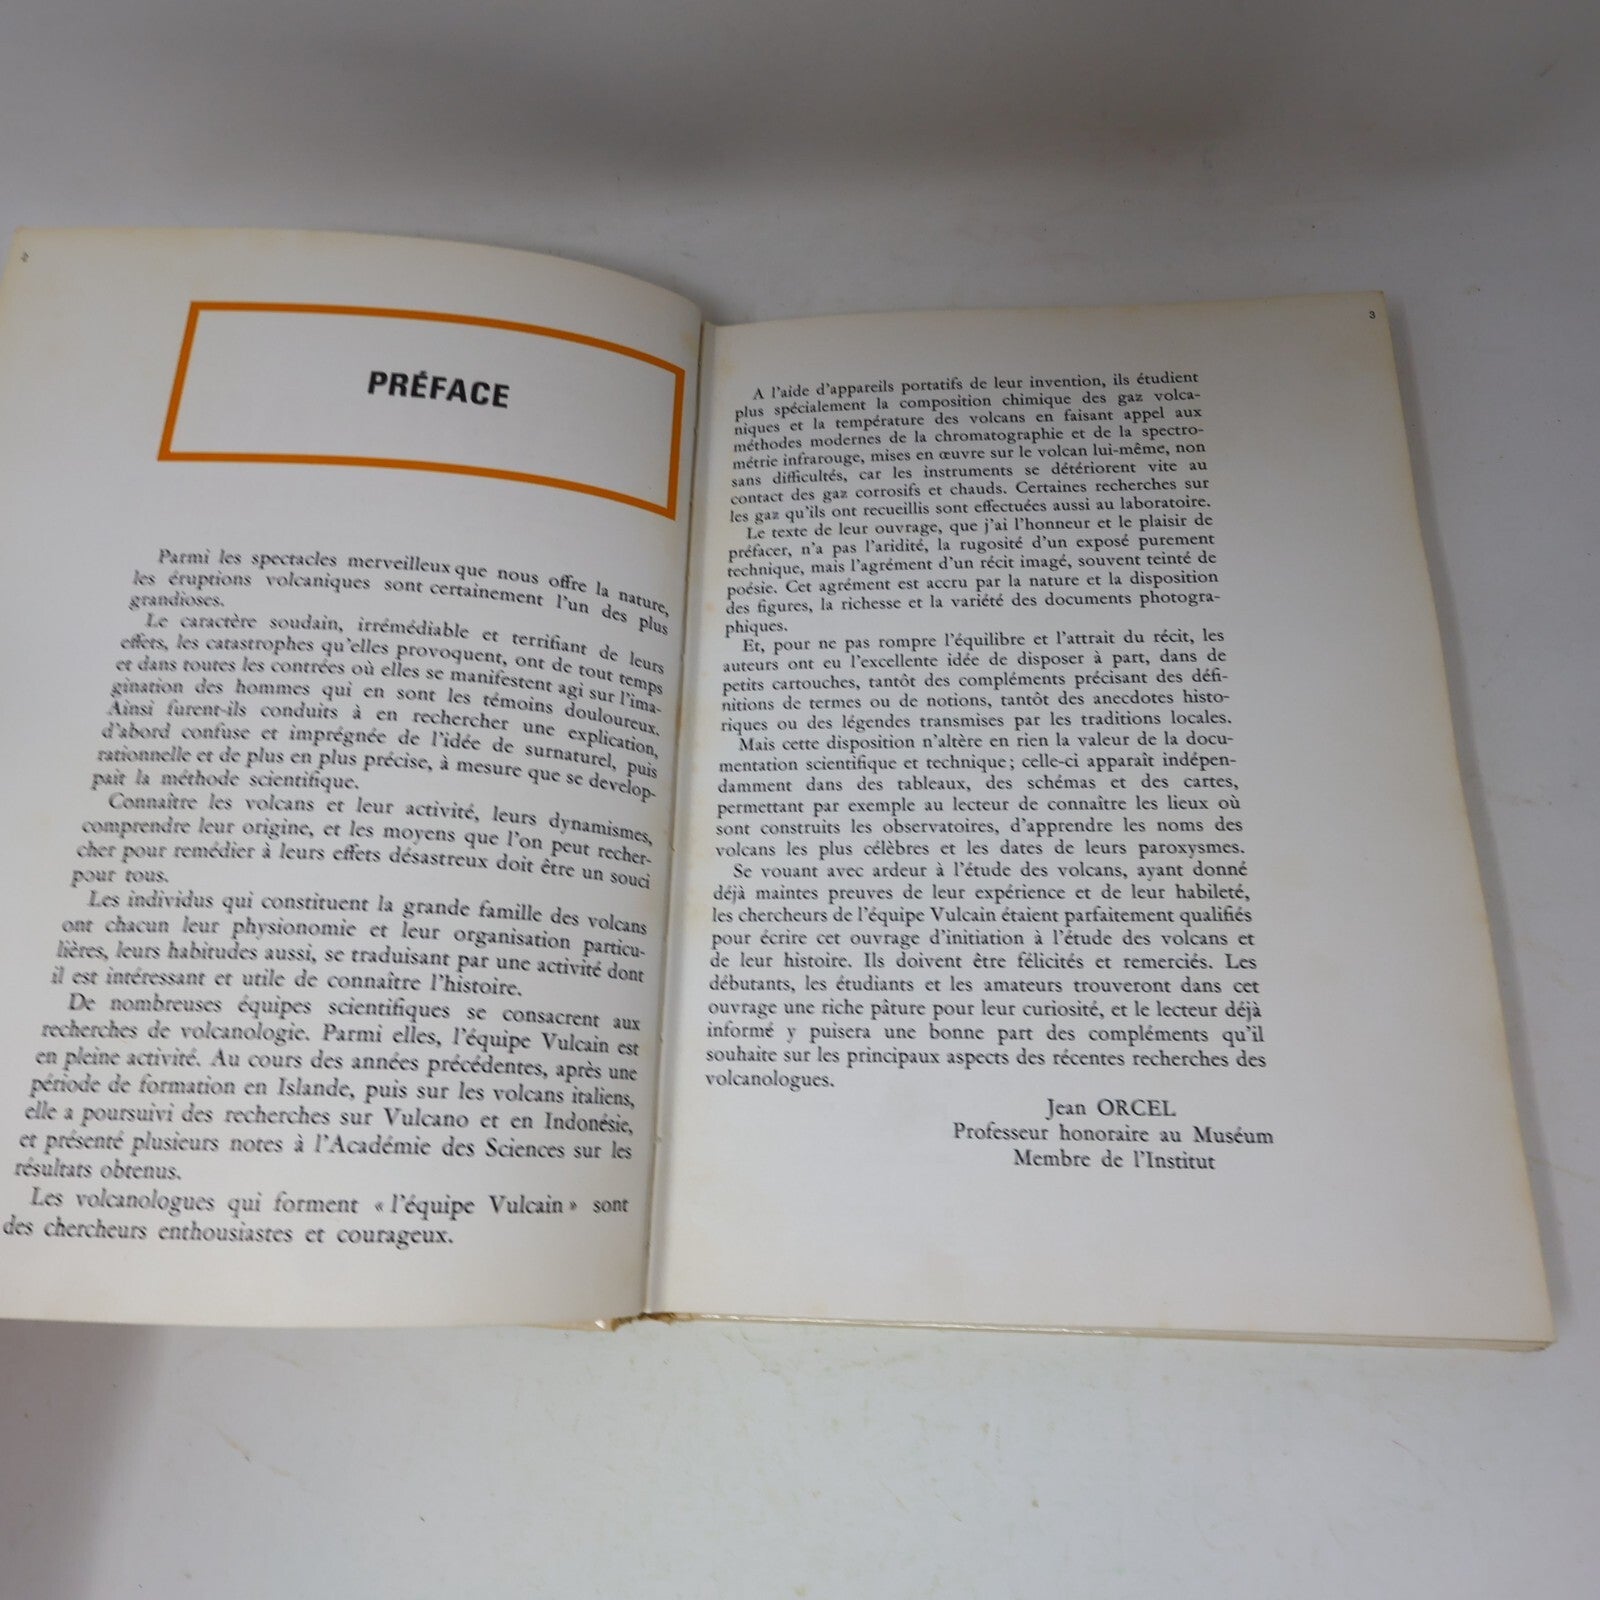 2
PRÉFACE
Parmi les spectacles merveilleux que nous offre la nature,
les éruptions volcaniques sont certainement l'un des plus
grandioses.
Le caractère soudain, irrémédiable et terrifiant de leurs
effets, les catastrophes qu'elles provoquent, ont de tout temps
et dans toutes les contrées où elles se manifestent agi sur l'ima-
gination des hommes qui en sont les témoins douloureux.
Ainsi furent-ils conduits à en rechercher une explication,
d'abord confuse et imprégnée de l'idée de surnaturel, puis
rationnelle et de plus en plus précise, à mesure que se dévelop-
pait la méthode scientifique.
Connaître les volcans et leur activité, leurs dynamismes,
comprendre leur origine, et les moyens que l'on peut recher-
cher pour remédier à leurs effets désastreux doit être un souci
pour tous.
Les individus qui constituent la grande famille des volcans
ont chacun leur physionomie et leur organisation particu-
lières, leurs habitudes aussi, se traduisant par une activité dont
il est intéressant et utile de connaître l'histoire.
De nombreuses équipes scientifiques se consacrent aux
recherches de volcanologie. Parmi elles, l'équipe Vulcain est
en pleine activité. Au cours des années précédentes, après une
période de formation en Islande, puis sur les volcans italiens,
elle a poursuivi des recherches sur Vulcano et en Indonésie,
et présenté plusieurs notes à l'Académie des Sciences sur les
résultats obtenus.
Les volcanologues qui forment « l'équipe Vulcain » sont
des chercheurs enthousiastes et courageux.
3
A l'aide d'appareils portatifs de leur invention, ils étudient
plus spécialement la composition chimique des gaz volca-
niques et la température des volcans en faisant appel aux
méthodes modernes de la chromatographie et de la spectro-
métrie infrarouge, mises en œuvre sur le volcan lui-même, non
sans difficultés, car les instruments se détériorent vite au
contact des gaz corrosifs et chauds. Certaines recherches sur
les gaz qu'ils ont recueillis sont effectuées aussi au laboratoire.
Le texte de leur ouvrage, que j'ai l'honneur et le plaisir de
préfacer, n'a pas l'aridité, la rugosité d'un exposé purement
technique, mais l'agrément d'un récit imagé, souvent teinté de
poésie. Cet agrément est accru par la nature et la disposition
des figures, la richesse et la variété des documents photogra-
phiques.
Et, pour ne pas rompre l'équilibre et l'attrait du récit, les
auteurs ont eu l'excellente idée de disposer à part, dans de
petits cartouches, tantôt des compléments précisant des défi-
nitions de termes ou de notions, tantôt des anecdotes histo-
riques ou des légendes transmises par les traditions locales.
Mais cette disposition n'altère en rien la valeur de la docu-
mentation scientifique et technique ; celle-ci apparaît indépen-
damment dans des tableaux, des schémas et des cartes,
permettant par exemple au lecteur de connaître les lieux où
sont construits les observatoires, d'apprendre les noms des
volcans les plus célèbres et les dates de leurs paroxysmes.
Se vouant avec ardeur à l'étude des volcans, ayant donné
déjà maintes preuves de leur expérience et de leur habileté,
les chercheurs de l'équipe Vulcain étaient parfaitement qualifiés
pour écrire cet ouvrage d'initiation à l'étude des volcans et
de leur histoire. Ils doivent être félicités et remerciés. Les
débutants, les étudiants et les amateurs trouveront dans cet
ouvrage une riche pâture pour leur curiosité, et le lecteur déjà
informé y puisera une bonne part des compléments qu'il
souhaite sur les principaux aspects des récentes recherches des
volcanologues.
Jean ORCEL
Professeur honoraire au Muséum
Membre de l'Institut